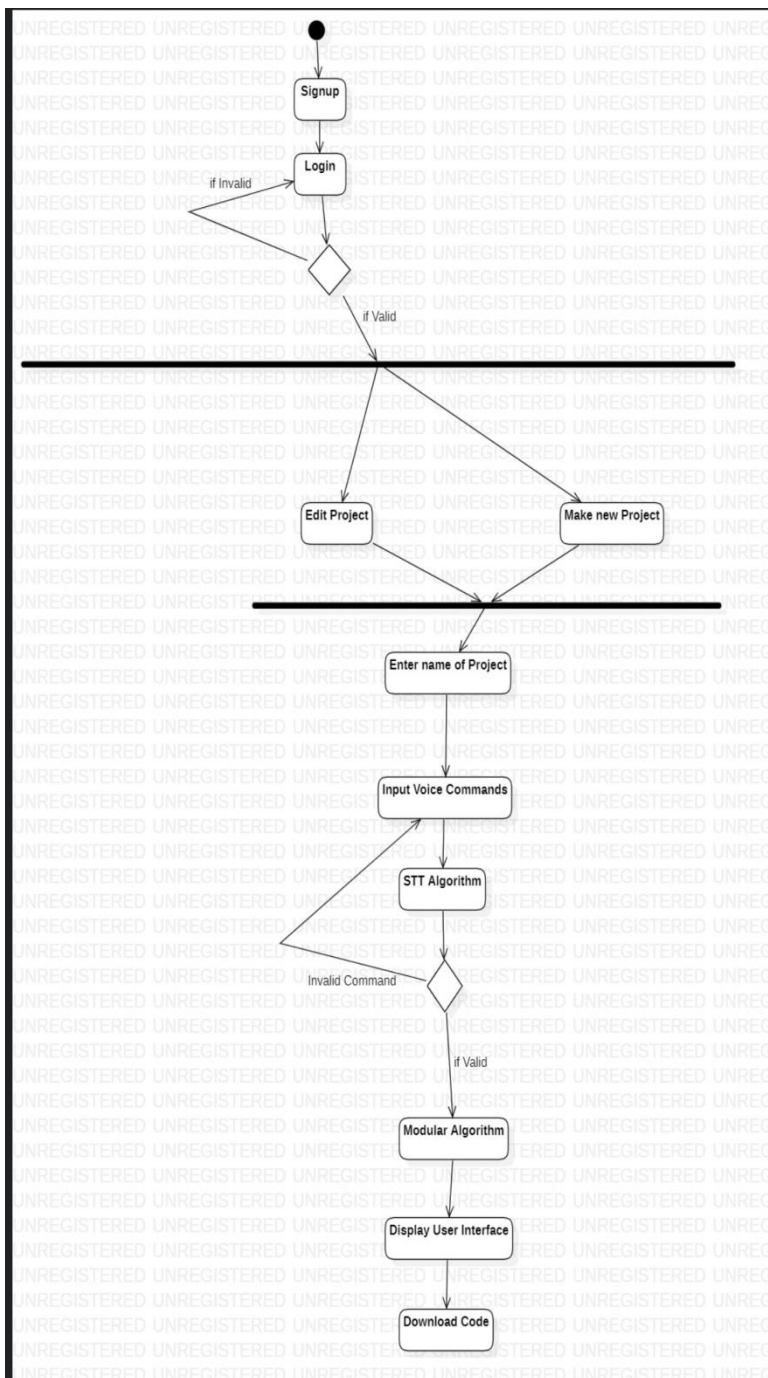 Signup
Login
if Invalid
if Valid
Edit Project
Make new Project
Enter name of Project
Input Voice Commands
STT Algorithm
Invalid Command
if Valid
Modular Algorithm
Display User Interface
Download Code